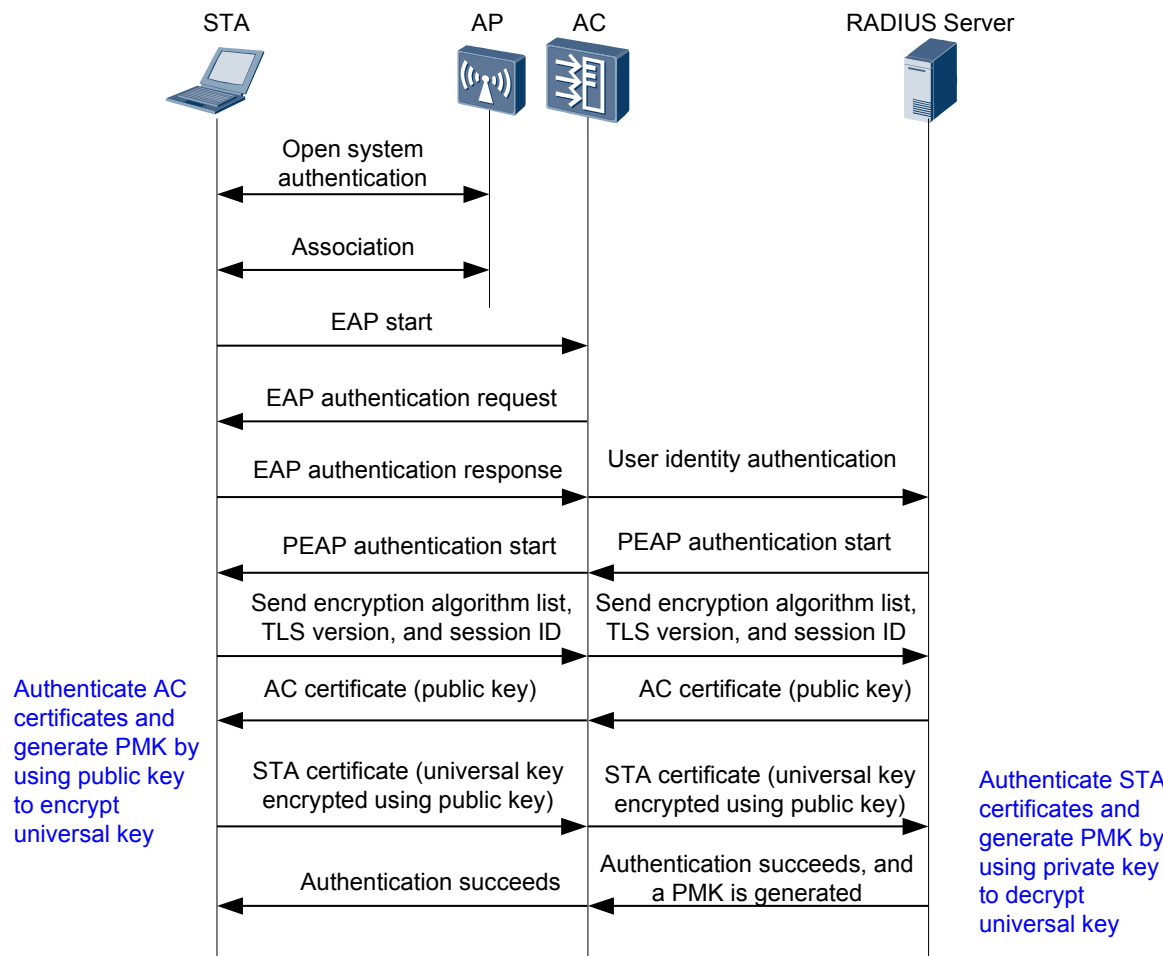 STA
AP
AC
RADIUS Server
Open system
authentication
Association
EAP start
EAP authentication request
EAP authentication response
User identity authentication
PEAP authentication start
PEAP authentication start
Send encryption algorithm list,
TLS version, and session ID
Send encryption algorithm list,
TLS version, and session ID
AC certificate (public key)
AC certificate (public key)
Authenticate AC
certificates and
generate PMK by
using public key
to encrypt
universal key
STA certificate (universal key
encrypted using public key)
STA certificate (universal key
encrypted using public key)
Authenticate STA
certificates and
generate PMK by
using private key
to decrypt
universal key
Authentication succeeds
Authentication succeeds, and
a PMK is generated